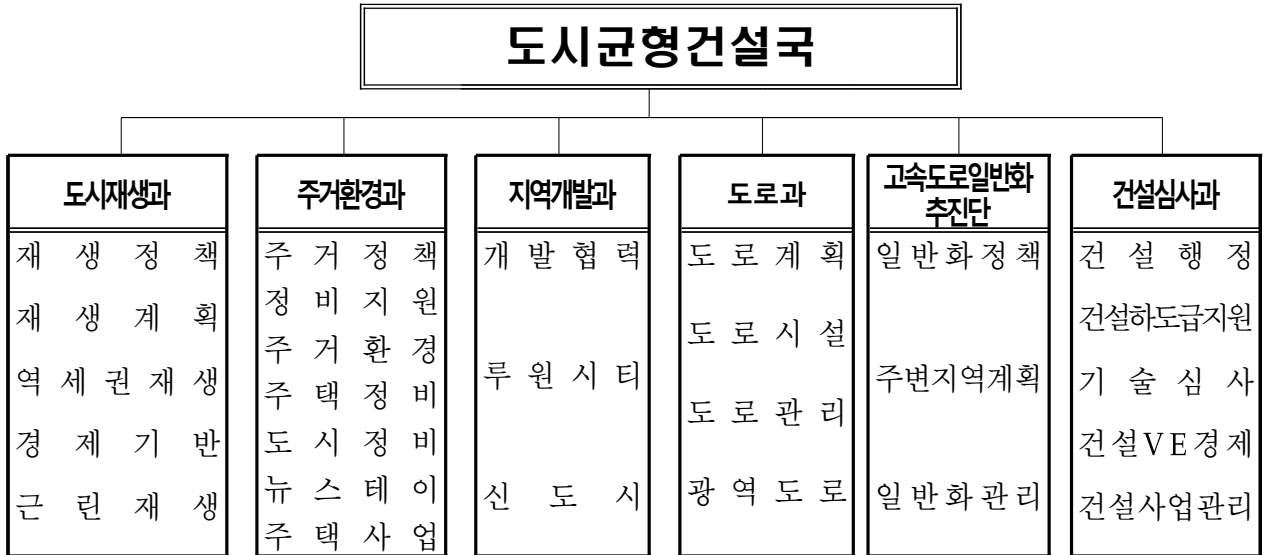 도시균형건설국
도시재생과
재생정책
재생계획
역세권재생
경제기반
근린재생
주거환경과
주거정책
정비지원
주거환경
주택정비
도시정비
뉴스테이
주택사업
지역개발과
개발협력
루원시티
신도시
도로과
도로계획
도로시설
도로관리
광역도로
고속도로일반화
추진단
일반화정책
주변지역계획
일반화관리
건설심사과
건설행정
건설하도급지원
기술심사
건설VE경제
건설사업관리